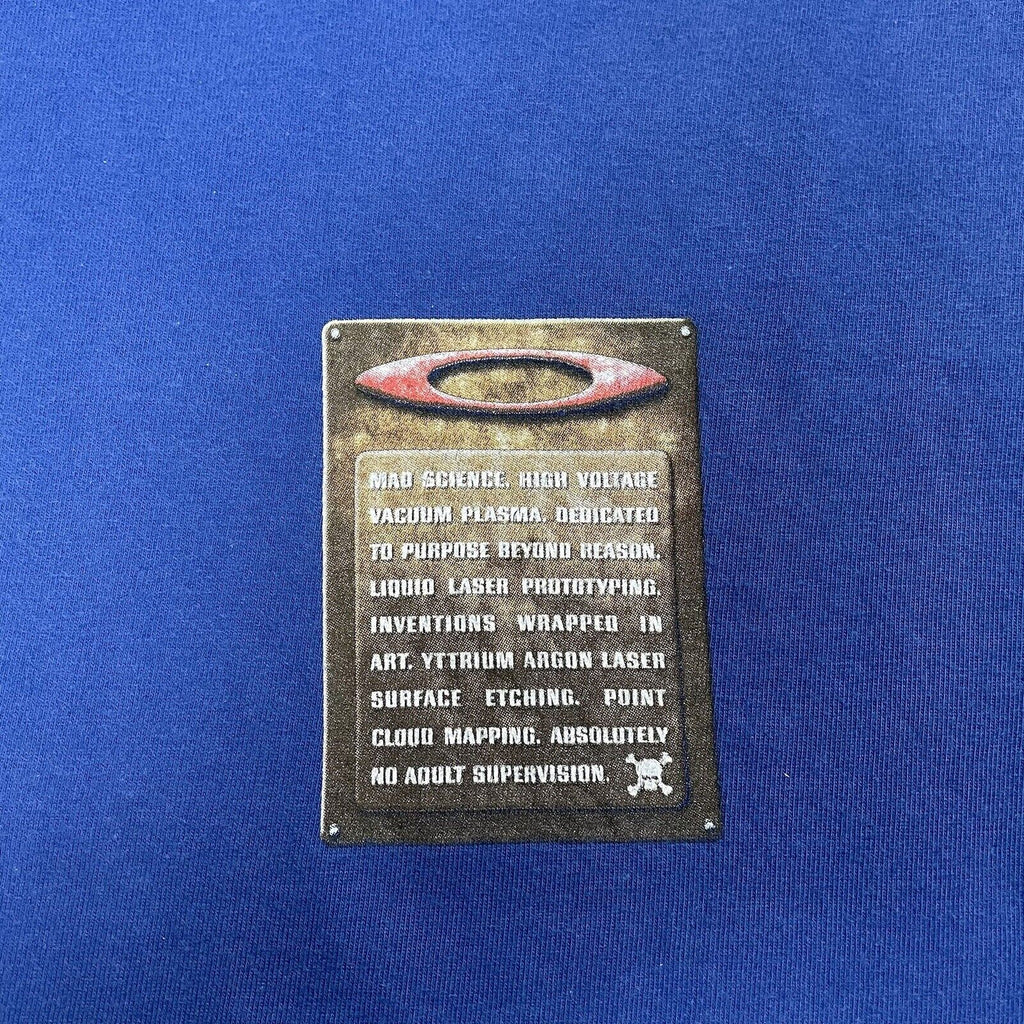 MAD SCIENCE. HIGH VOLTAGE
VACUUM PLASMA. DEDICATED
TO PURPOSE BEYOND REASON.
LIQUID LASER PROTOTYPING.
INVENTIONS WRAPPED IN
ART. YTTRIUM ARGON LASER
SURFACE ETCHING. POINT
CLOUD MAPPING. ABSOLUTELY
NO ADULT SUPERVISION.